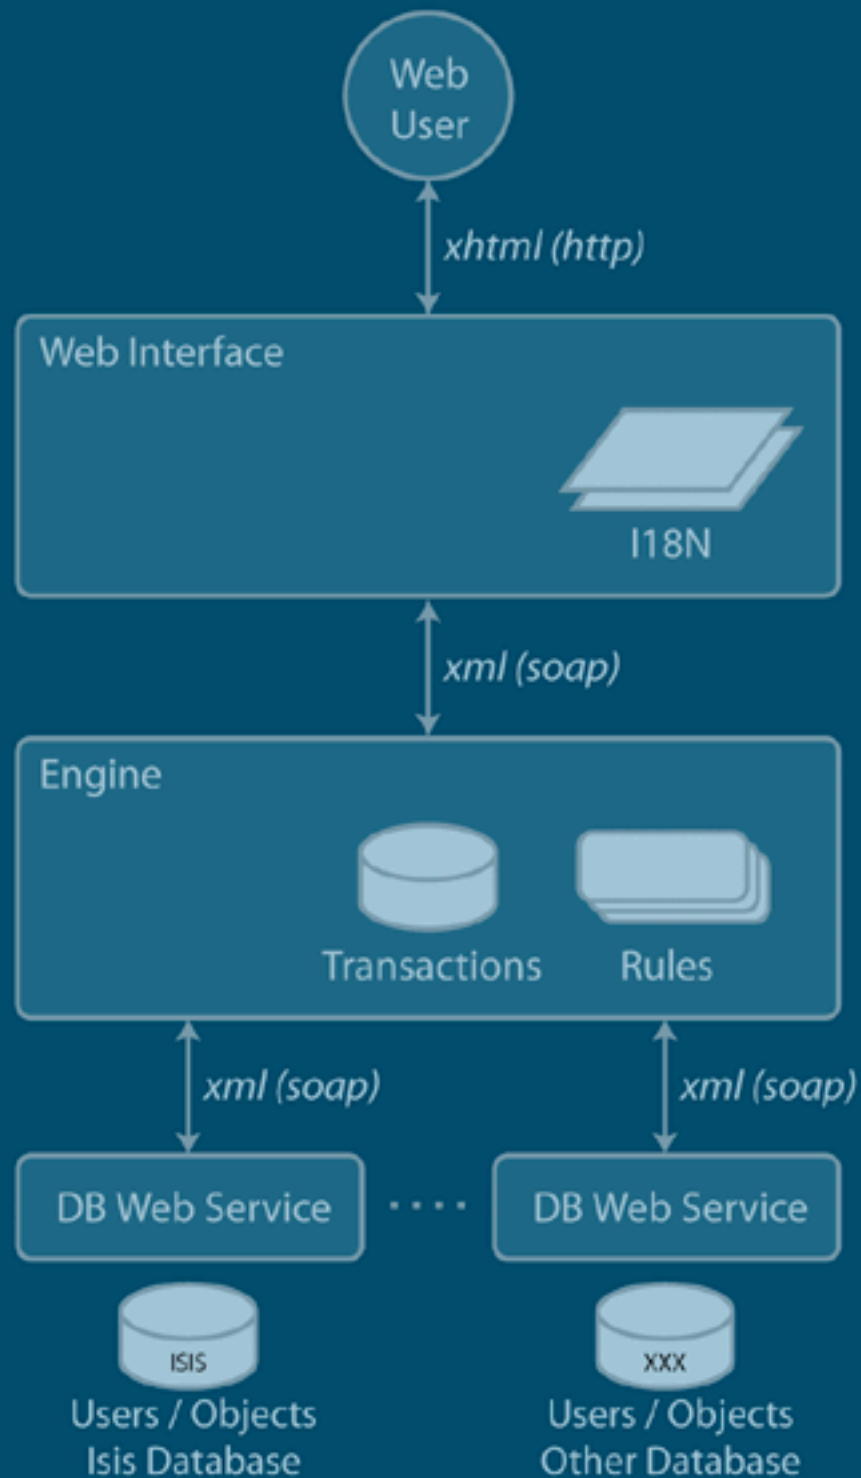 Web
User
xhtml (http)
Web Interface
I18N
xml (soap)
Engine
Transactions
Rules
xml (soap)
xml (soap)
DB Web Service
DB Web Service
ISIS
XXX
Users / Objects
Isis Database
Users / Objects
Other Database